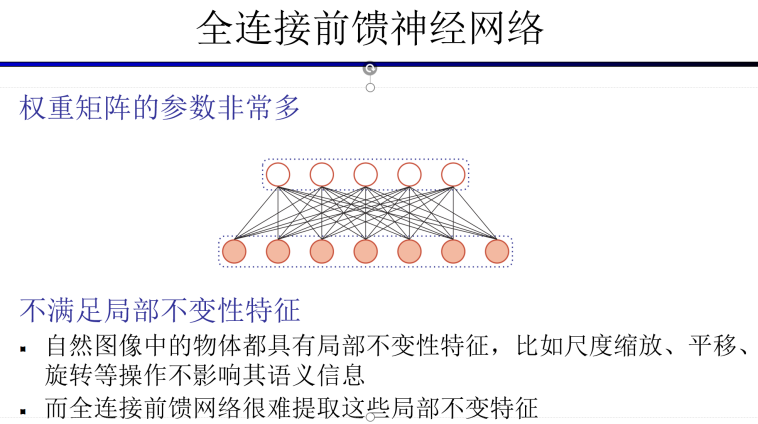 全连接前馈神经网络
权重矩阵的参数非常多
不满足局部不变性特征
▪ 自然图像中的物体都具有局部不变性特征，比如尺度缩放、平移、
旋转等操作不影响其语义信息
▪ 而全连接前馈网络很难提取这些局部不变特征